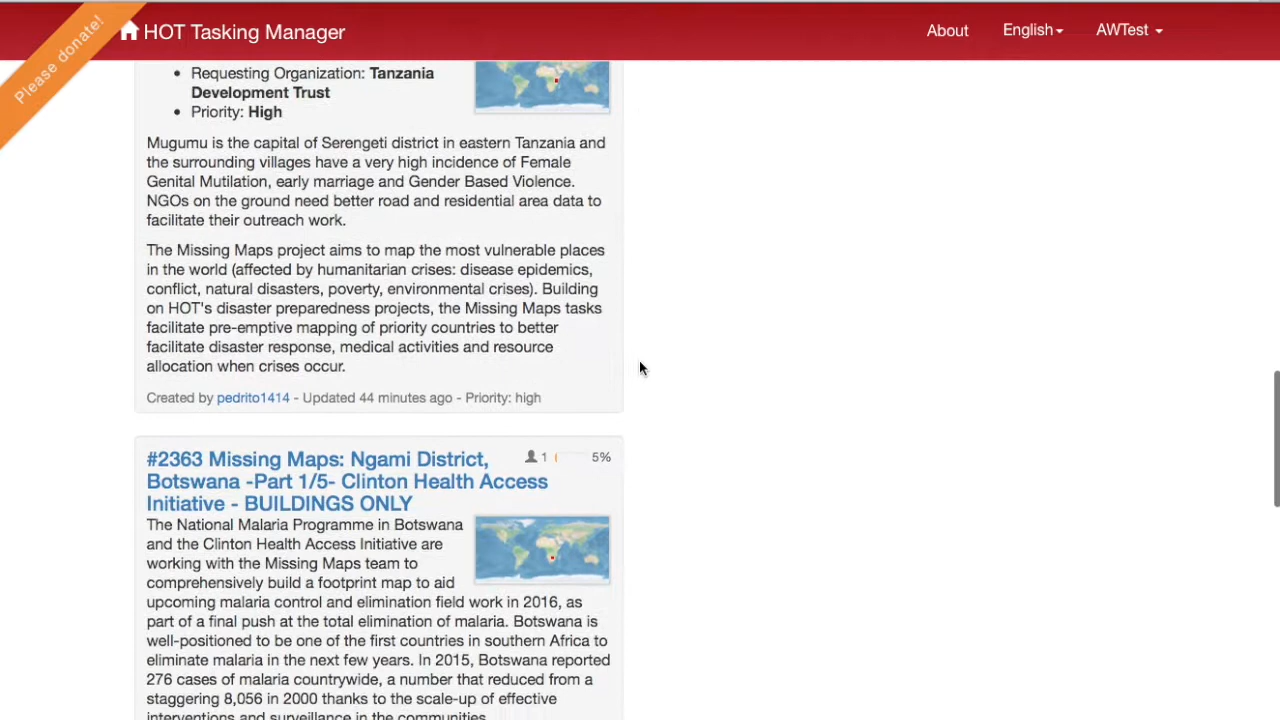 Please donate!
HOT Tasking Manager
About
English
AWTest
• Requesting Organization: Tanzania
Development Trust
• Priority: High
Mugumu is the capital of Serengeti district in eastern Tanzania and
the surrounding villages have a very high incidence of Female
Genital Mutilation, early marriage and Gender Based Violence.
NGOs on the ground need better road and residential area data to
facilitate their outreach work.
The Missing Maps project aims to map the most vulnerable places
in the world (affected by humanitarian crises: disease epidemics,
conflict, natural disasters, poverty, environmental crises). Building
on HOT's disaster preparedness projects, the Missing Maps tasks
facilitate pre-emptive mapping of priority countries to better
facilitate disaster response, medical activities and resource
allocation when crises occur.
Created by pedrito1414 - Updated 44 minutes ago - Priority: high
#2363 Missing Maps: Ngami District,
Botswana -Part 1/5- Clinton Health Access
Initiative - BUILDINGS ONLY
1
5%
The National Malaria Programme in Botswana
and the Clinton Health Access Initiative are
working with the Missing Maps team to
comprehensively build a footprint map to aid
upcoming malaria control and elimination field work in 2016, as
part of a final push at the total elimination of malaria. Botswana is
well-positioned to be one of the first countries in southern Africa to
eliminate malaria in the next few years. In 2015, Botswana reported
276 cases of malaria countrywide, a number that reduced from a
staggering 8,056 in 2000 thanks to the scale-up of effective
interventions and surveillance in the communities.